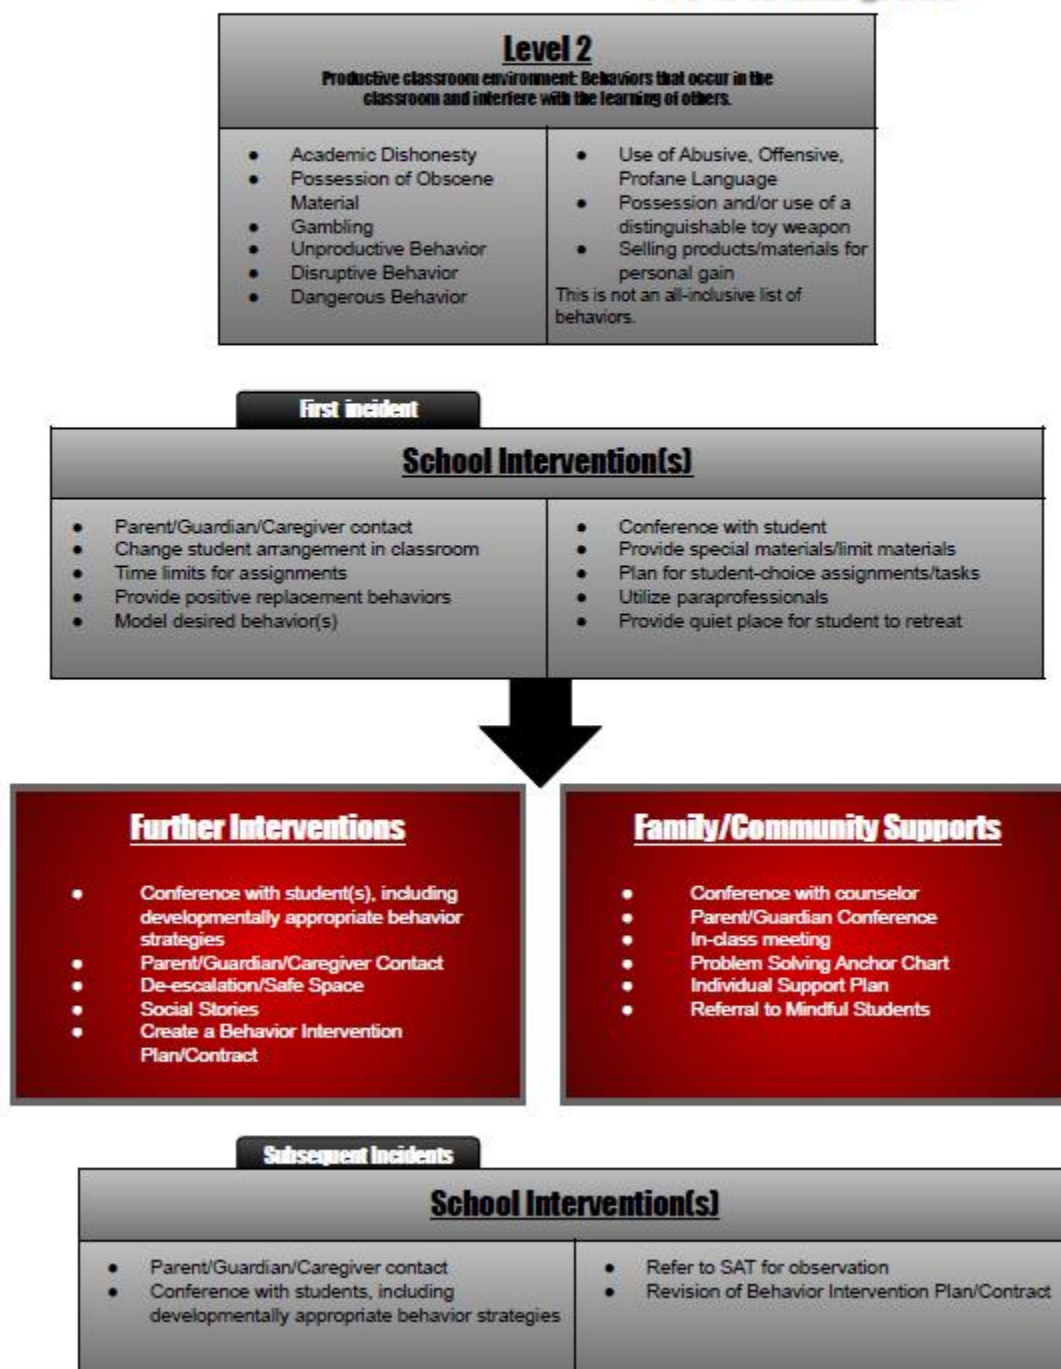 Level 2
Productive classroom environment: Behaviors that occur in the
classroom and interfere with the learning of others.
● Academic Dishonesty
● Possession of Obscene
Material
● Gambling
● Unproductive Behavior
● Disruptive Behavior
● Dangerous Behavior
● Use of Abusive, Offensive,
Profane Language
● Possession and/or use of a
distinguishable toy weapon
● Selling products/materials for
personal gain
This is not an all-inclusive list of
behaviors.
First incident
School Intervention(s)
● Parent/Guardian/Caregiver contact
● Change student arrangement in classroom
● Time limits for assignments
● Provide positive replacement behaviors
● Model desired behavior(s)
● Conference with student
● Provide special materials/limit materials
● Plan for student-choice assignments/tasks
● Utilize paraprofessionals
● Provide quiet place for student to retreat
Further Interventions
● Conference with student(s), including
developmentally appropriate behavior
strategies
● Parent/Guardian/Caregiver Contact
● De-escalation/Safe Space
● Social Stories
● Create a Behavior Intervention
Plan/Contract
Family/Community Supports
● Conference with counselor
● Parent/Guardian Conference
● In-class meeting
● Problem Solving Anchor Chart
● Individual Support Plan
● Referral to Mindful Students
Subsequent Incidents
School Intervention(s)
● Parent/Guardian/Caregiver contact
● Conference with students, including
developmentally appropriate behavior strategies
● Refer to SAT for observation
● Revision of Behavior Intervention Plan/Contract